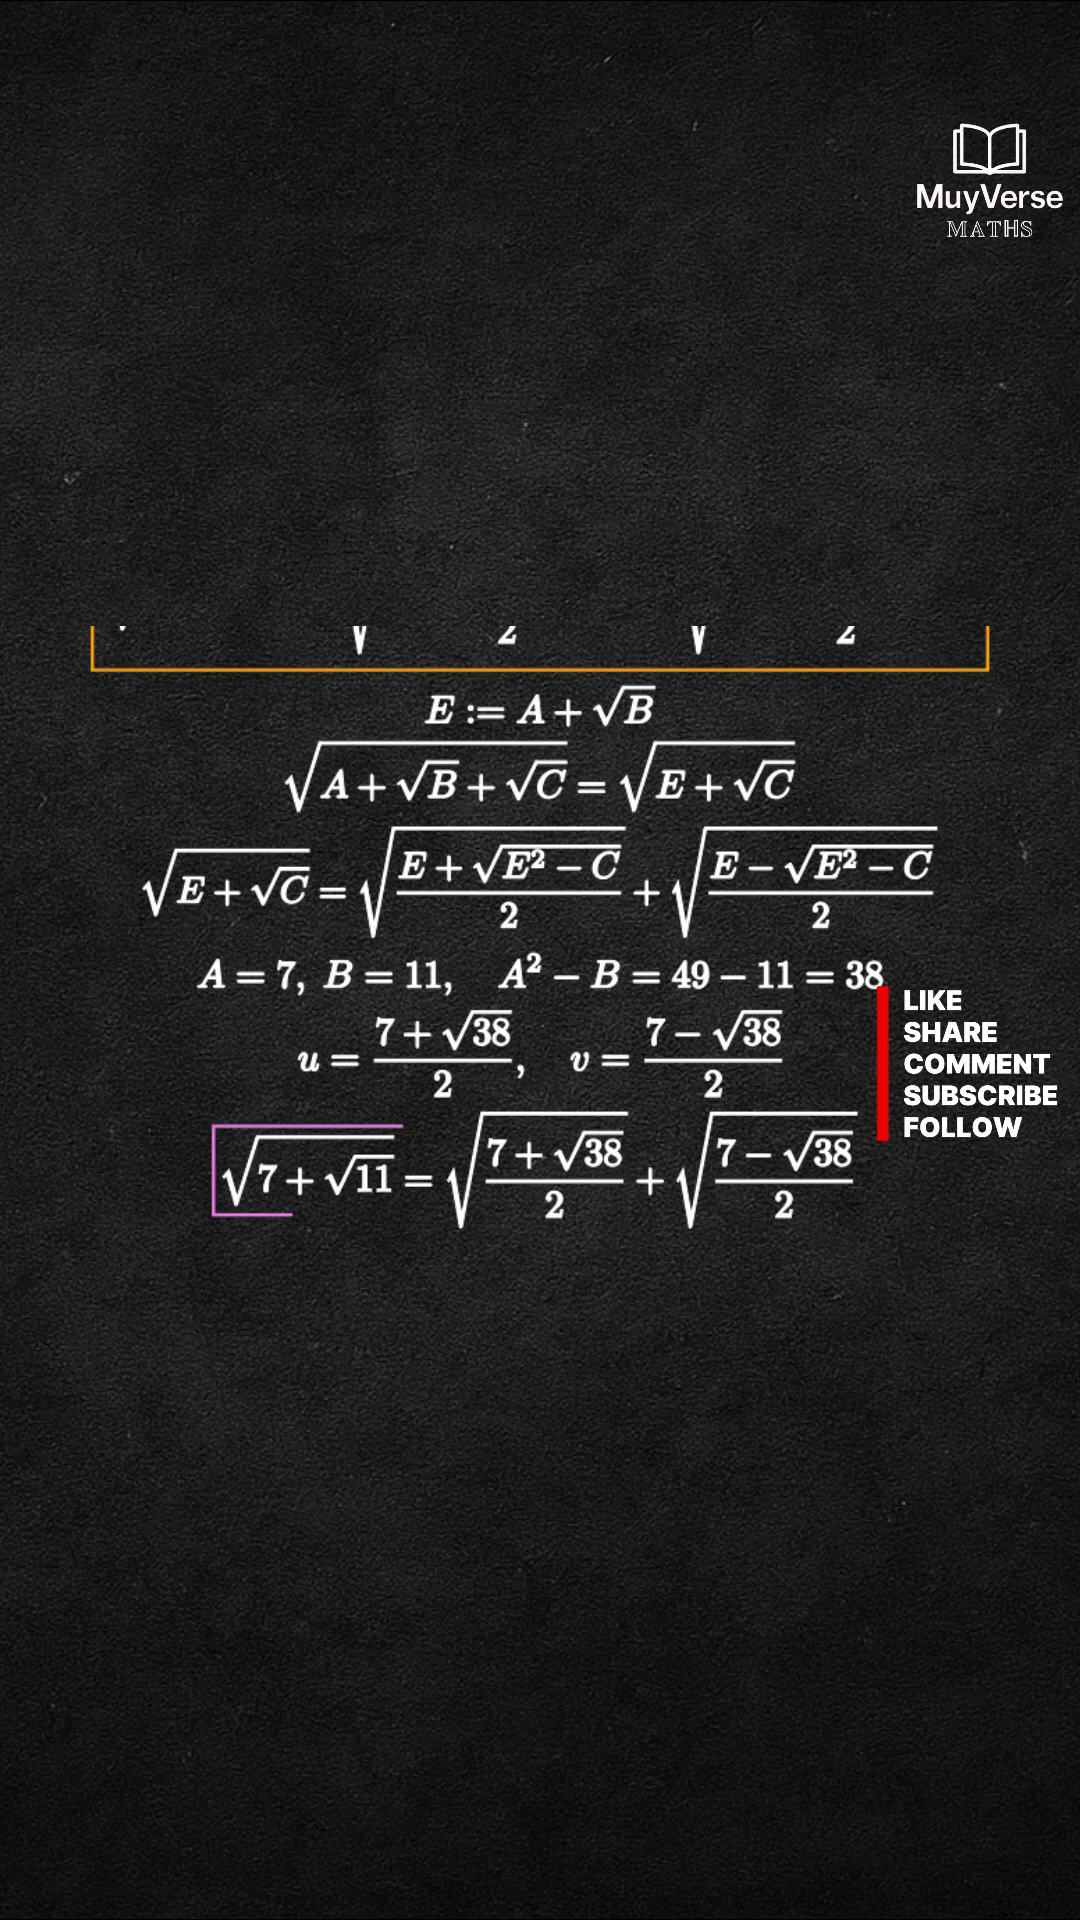 MuyVerse
MATHS
E := A + √B
√(A + √B + √C) = √(E + √C)
√(E + √C) = √((E + √(E² − C))/2) + √((E − √(E² − C))/2)
A = 7, B = 11, A² − B = 49 − 11 = 38
u = (7 + √38)/2, v = (7 − √38)/2
√(7 + √11) = √((7 + √38)/2) + √((7 − √38)/2)
LIKE
SHARE
COMMENT
SUBSCRIBE
FOLLOW